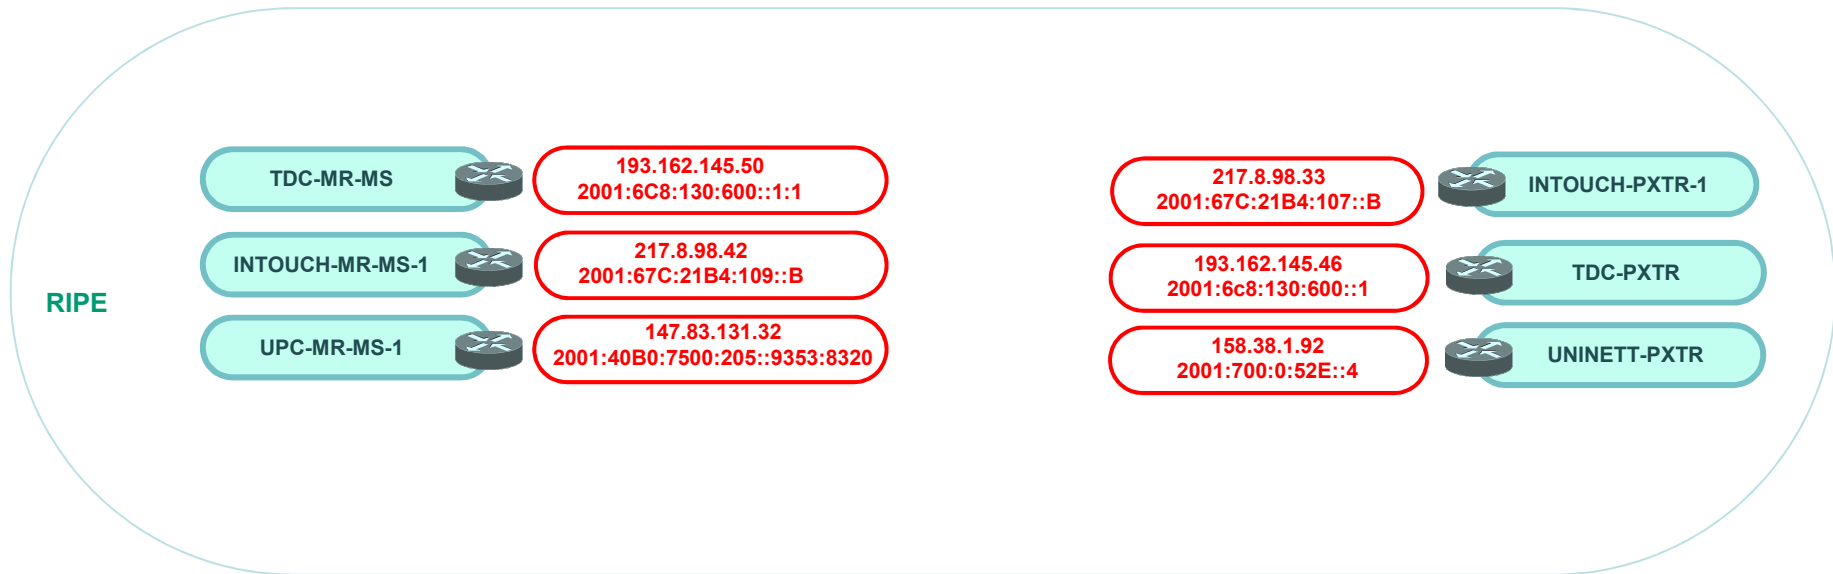 TDC-MR-MS
193.162.145.50
2001:6C8:130:600::1:1
INTOUCH-MR-MS-1
217.8.98.42
2001:67C:21B4:109::B
UPC-MR-MS-1
147.83.131.32
2001:40B0:7500:205::9353:8320
RIPE
217.8.98.33
2001:67C:21B4:107::B
INTOUCH-PXTR-1
193.162.145.46
2001:6c8:130:600::1
TDC-PXTR
158.38.1.92
2001:700:0:52E::4
UNINETT-PXTR